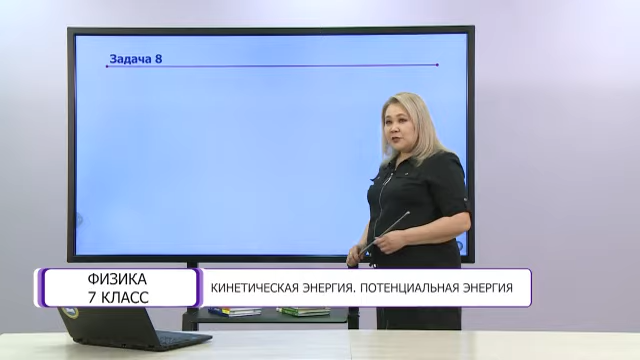 Задача 8
ФИЗИКА
7 КЛАСС
КИНЕТИЧЕСКАЯ ЭНЕРГИЯ. ПОТЕНЦИАЛЬНАЯ ЭНЕРГИЯ